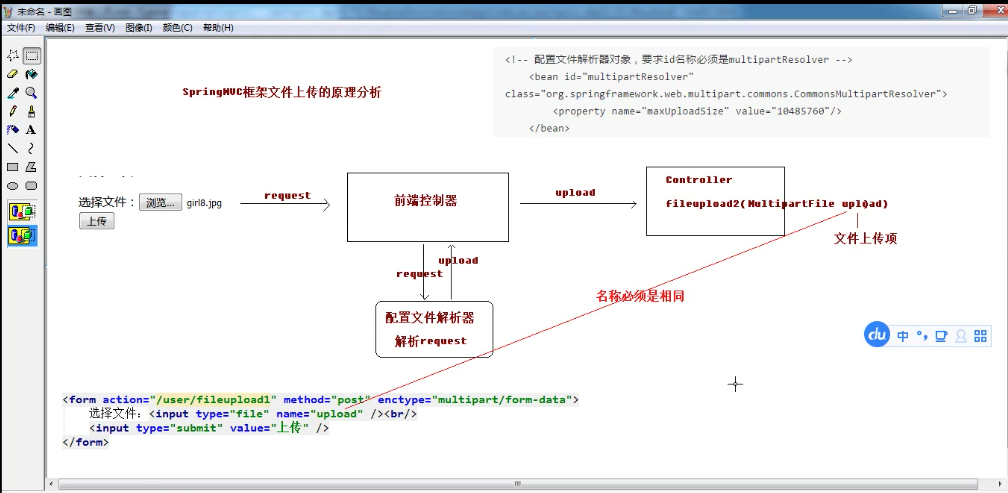 未命名 - 画图
文件(F) 编辑(E) 查看(V) 图像(I) 颜色(C) 帮助(H)
SpringMVC框架文件上传的原理分析
<!-- 配置文件解析器对象，要求id名称必须是multipartResolver -->
<bean id="multipartResolver"
class="org.springframework.web.multipart.commons.CommonsMultipartResolver">
<property name="maxUploadSize" value="10485760"/>
</bean>
选择文件： 浏览... girl8.jpg
上传
request
前端控制器
upload
Controller
fileupload2(MultipartFile upload)
文件上传项
upload
request
名称必须是相同
配置文件解析器
解析request
du 中
<form action="/user/fileupload1" method="post" enctype="multipart/form-data">
选择文件：<input type="file" name="upload" /><br/>
<input type="submit" value="上传" />
</form>